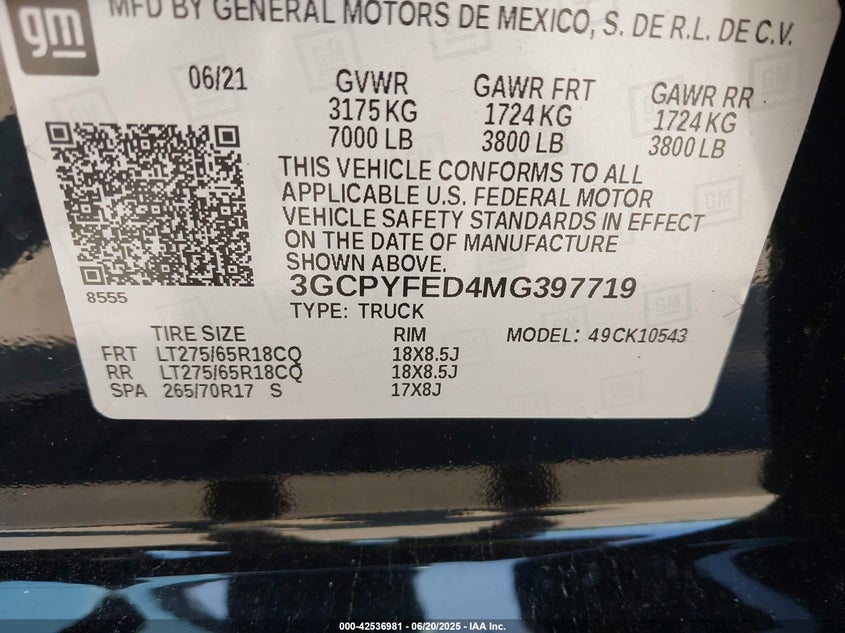 gm
MFD BY GENERAL MOTORS DE MEXICO, S. DE R.L. DE C.V.
06/21 GVWR GAWR FRT GAWR RR
3175 KG 1724 KG 1724 KG
7000 LB 3800 LB 3800 LB
THIS VEHICLE CONFORMS TO ALL
APPLICABLE U.S. FEDERAL MOTOR
VEHICLE SAFETY STANDARDS IN EFFECT
ON THE DATE OF MANUFACTURE
SHOWN ABOVE.
8555
3GCPYFED4MG397719
TYPE: TRUCK
TIRE SIZE RIM MODEL: 49CK10543
FRT LT275/65R18CQ 18X8.5J
RR LT275/65R18CQ 18X8.5J
SPA 265/70R17 S 17X8J
000-42536981 - 06/20/2025 - IAA Inc.